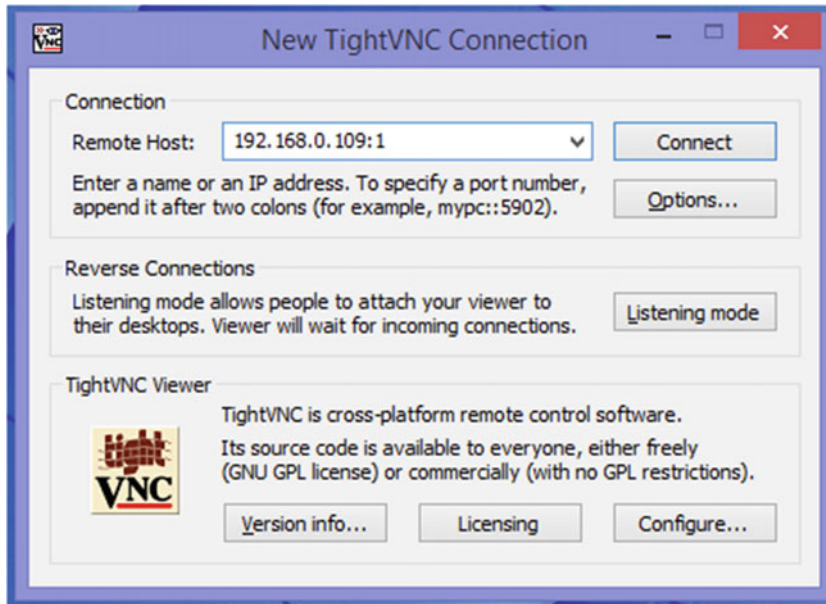 VNC
New TightVNC Connection
Connection
Remote Host:
192.168.0.109:1
Connect
Enter a name or an IP address. To specify a port number,
append it after two colons (for example, mypc::5902).
Options...
Reverse Connections
Listening mode allows people to attach your viewer to
their desktops. Viewer will wait for incoming connections.
Listening mode
TightVNC Viewer
tight
VNC
TightVNC is cross-platform remote control software.
Its source code is available to everyone, either freely
(GNU GPL license) or commercially (with no GPL restrictions).
Version info...
Licensing
Configure...